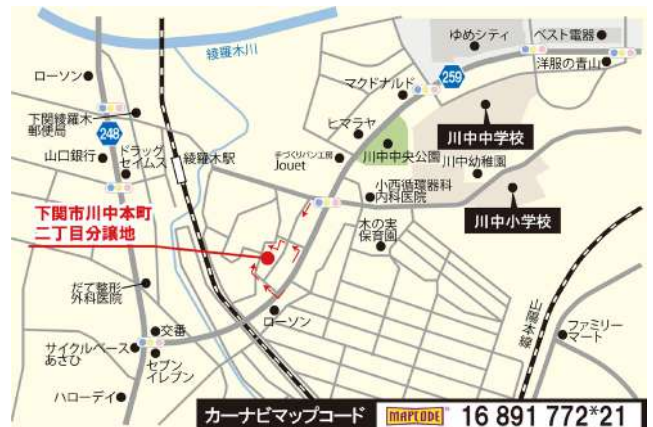 綾羅木川
ゆめシティ
ベスト電器
洋服の青山
259
マクドナルド
ローソン
下関綾羅木
郵便局
248
山口銀行
ドラッグ
セイムス
綾羅木駅
ヒマラヤ
手づくりパン工房
Jouet
川中中央公園
川中中学校
川中幼稚園
小西循環器科
内科医院
川中小学校
下関市川中本町
二丁目分譲地
木の実
保育園
山陽本線
だて整形
外科医院
ローソン
交番
サイクルベース
あさひ
セブン
イレブン
ファミリー
マート
ハローデイ
カーナビマップコード MAPCODE 16 891 772*21